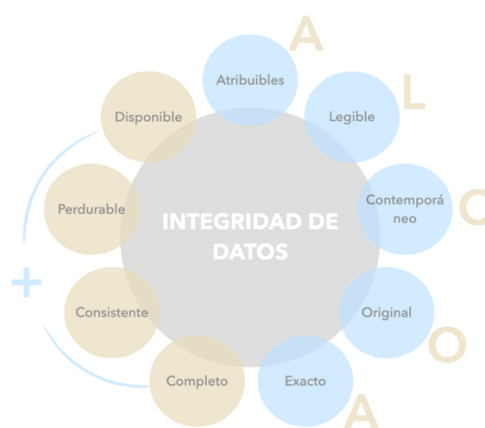 A
Atribuibles
Disponible
Legible
L
Perdurable
Contemporá
neo
C
INTEGRIDAD DE
DATOS
+
Consistente
Original
O
Completo
Exacto
A